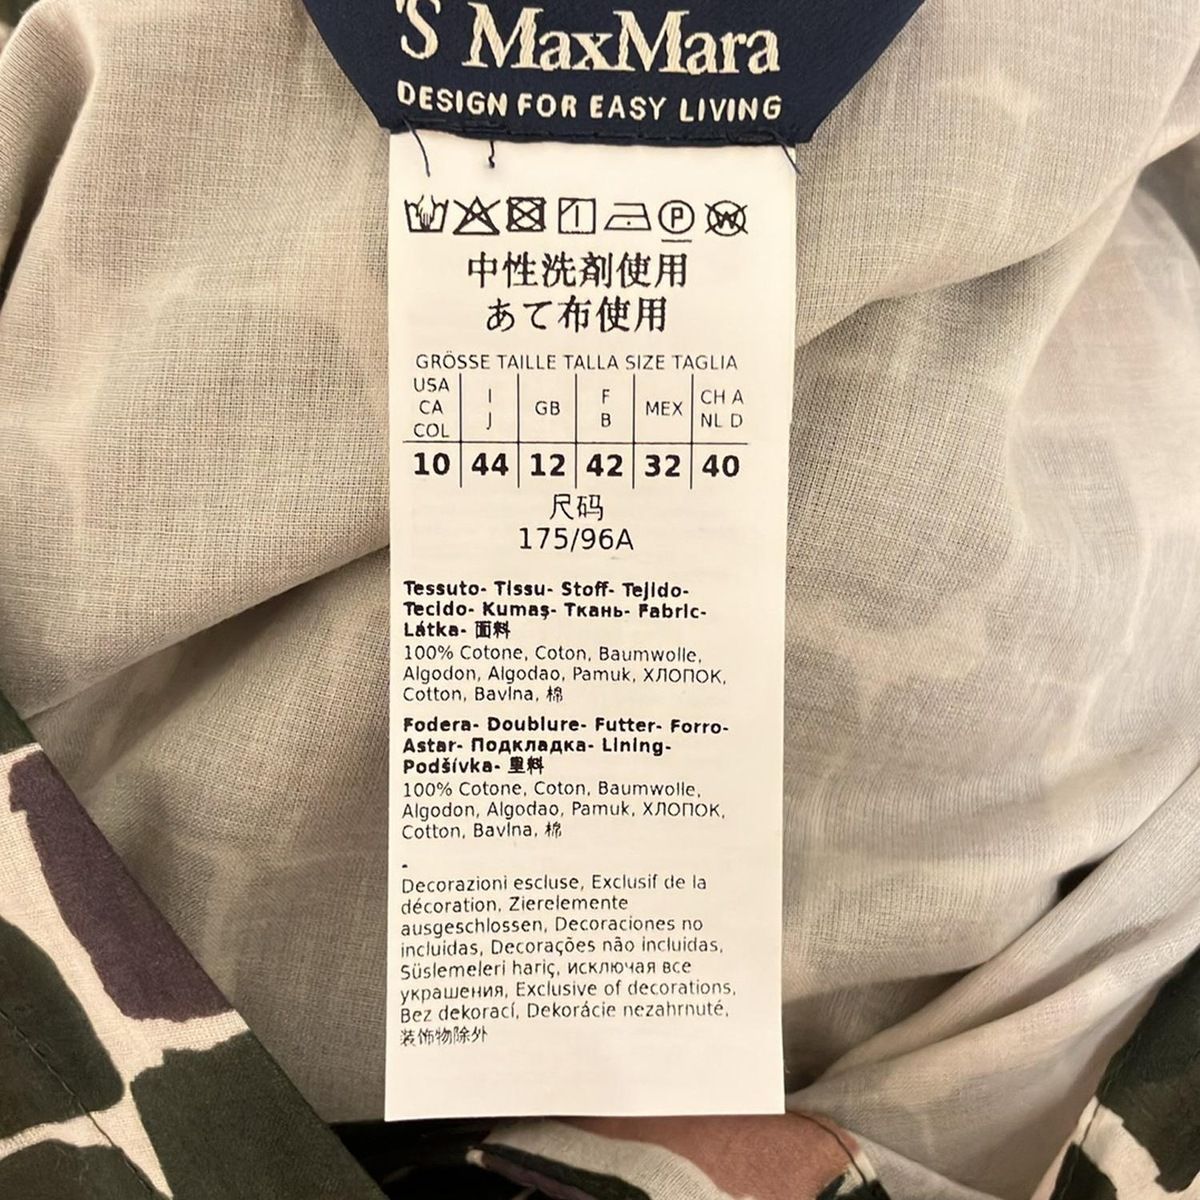 'S MaxMara
DESIGN FOR EASY LIVING
P W
中性洗剤使用
あて布使用
GRÖSSE TAILLE TALLA SIZE TAGLIA
USA CA COL I J GB F B MEX CH A NL D
10 44 12 42 32 40
尺码
175/96A
Tessuto- Tissu- Stoff- Tejido-
Tecido- Kumaş- Ткань- Fabric-
Látka- 面料
100% Cotone, Coton, Baumwolle,
Algodon, Algodao, Pamuk, ХЛОПОК,
Cotton, Bavlna, 棉
Fodera- Doublure- Futter- Forro-
Astar- Подкладка- Lining-
Podšívka- 里料
100% Cotone, Coton, Baumwolle,
Algodon, Algodao, Pamuk, ХЛОПОК,
Cotton, Bavlna, 棉
-
Decorazioni escluse, Exclusif de la
décoration, Zierelemente
ausgeschlossen, Decoraciones no
incluidas, Decorações não incluidas,
Süslemeleri hariç, исключая все
украшения, Exclusive of decorations,
Bez dekorací, Dekorácie nezahrnuté,
装饰物除外